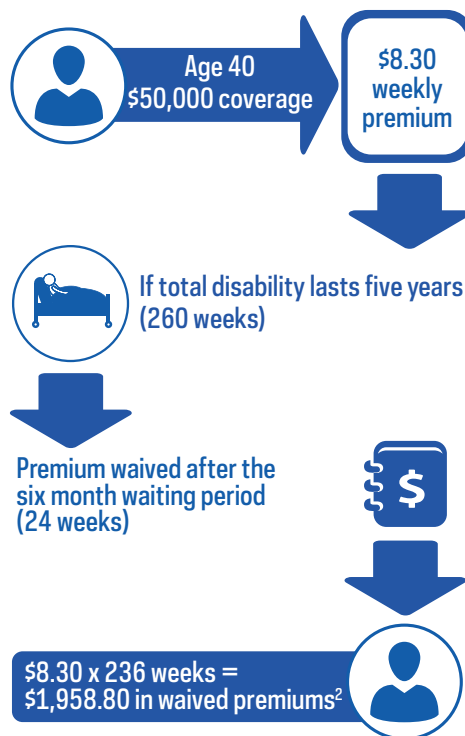 Age 40
$50,000 coverage
$8.30
weekly
premium
If total disability lasts five years
(260 weeks)
Premium waived after the
six month waiting period
(24 weeks)
$
$8.30 x 236 weeks =
$1,958.80 in waived premiums²